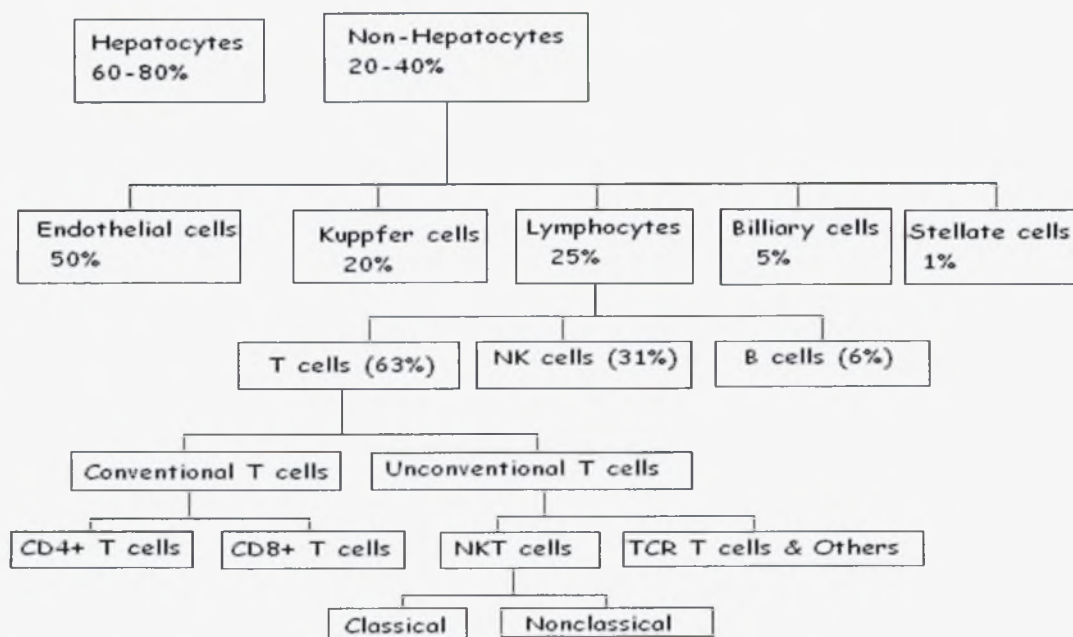 Hepatocytes
60-80%
Non-Hepatocytes
20-40%
Endothelial cells
50%
Kuppfer cells
20%
Lymphocytes
25%
Billiary cells
5%
Stellate cells
1%
T cells (63%)
NK cells (31%)
B cells (6%)
Conventional T cells
Unconventional T cells
CD4+ T cells
CD8+ T cells
NKT cells
TCR T cells & Others
Classical
Nonclassical